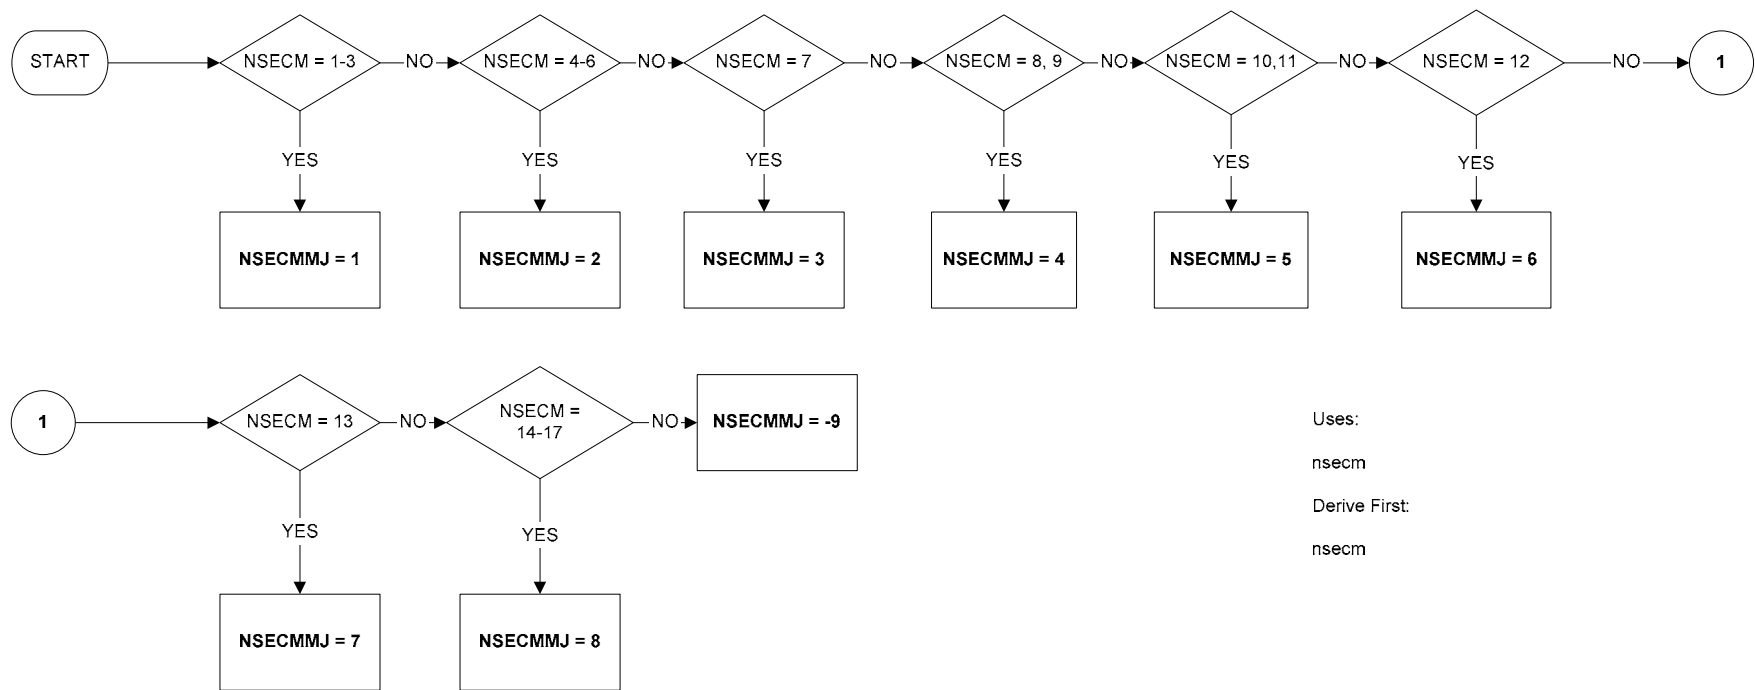 START
NSECM = 1-3
NO
NSECM = 4-6
NO
NSECM = 7
NO
NSECM = 8, 9
NO
NSECM = 10,11
NO
NSECM = 12
NO
1
YES
YES
YES
YES
YES
YES
NSECMMJ = 1
NSECMMJ = 2
NSECMMJ = 3
NSECMMJ = 4
NSECMMJ = 5
NSECMMJ = 6
1
NSECM = 13
NO
NSECM =
14-17
NO
NSECMMJ = -9
YES
YES
NSECMMJ = 7
NSECMMJ = 8
Uses:
nsecm
Derive First:
nsecm